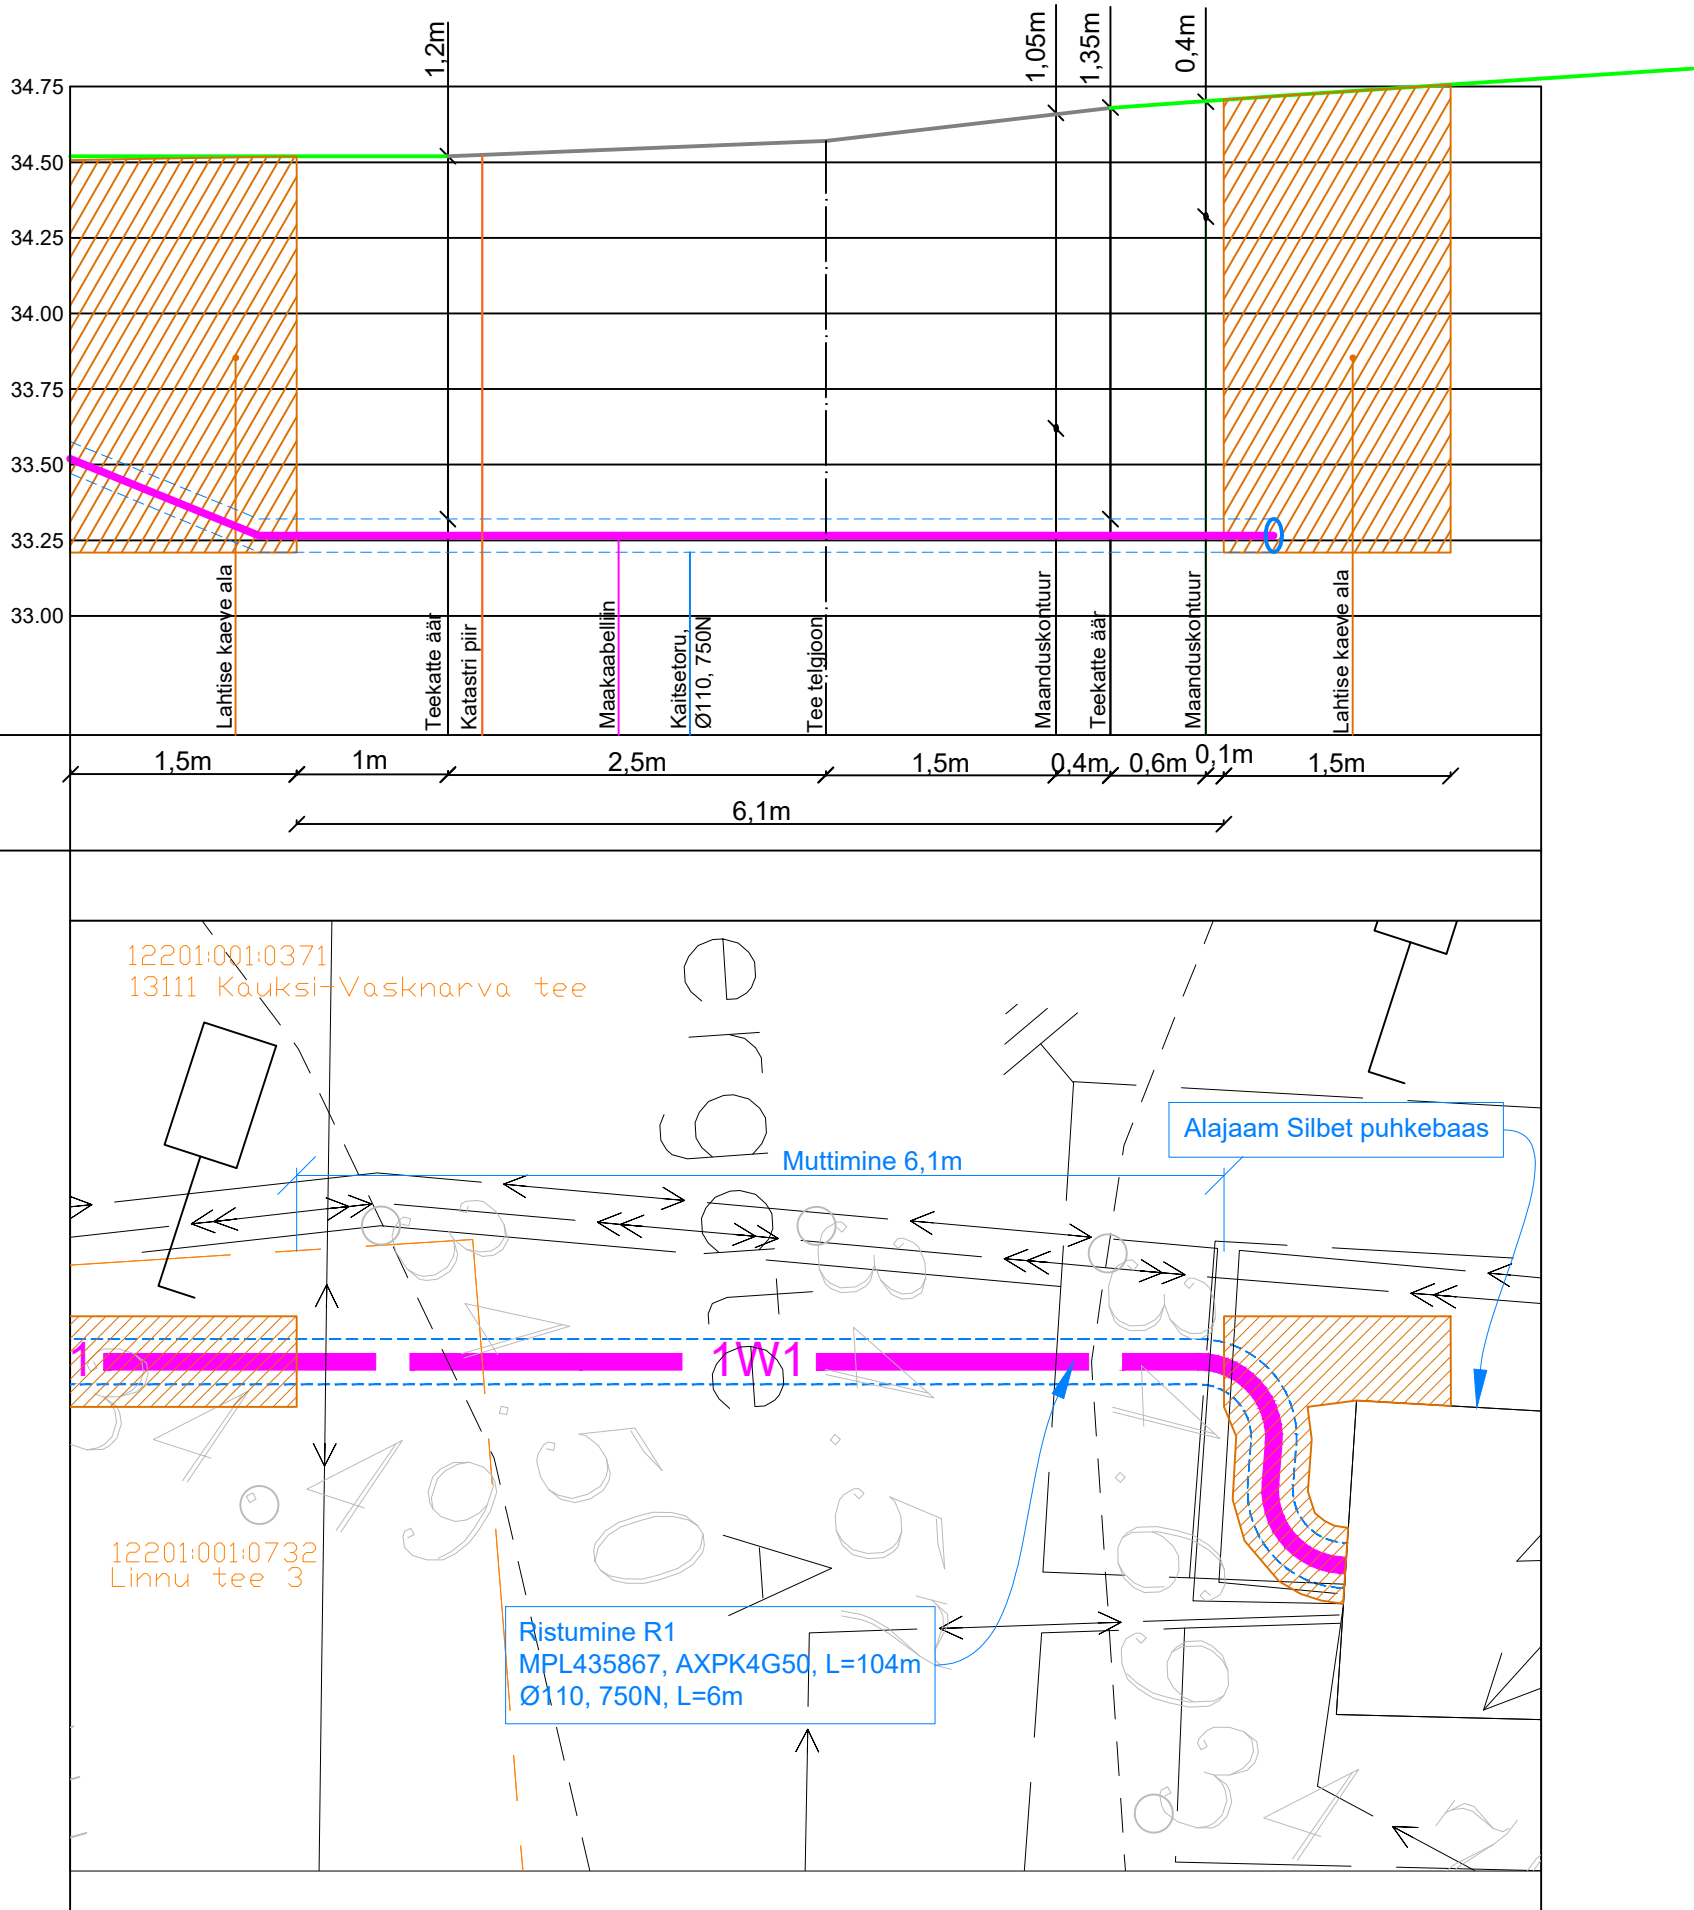 1,2m
1,05m
1,35m
0,4m
34.75
34.50
34.25
34.00
33.75
33.50
33.25
33.00
Lahtise kaeve ala
Teekatte äär
Katastri piir
Maakaabelliin
Kaitsetoru,
Ø110, 750N
Tee telgjoon
Maanduskontuur
Teekatte äär
Maanduskontuur
Lahtise kaeve ala
1,5m
1m
2,5m
1,5m
0,4m
0,6m
0,1m
1,5m
6,1m
12201:001:0371
13111 Kauksi-Vasknarva tee
Alajaam Silbet puhkebaas
Muttimine 6,1m
1
1W1
12201:001:0732
Linnu tee 3
Ristumine R1
MPL435867, AXPK4G50, L=104m
Ø110, 750N, L=6m